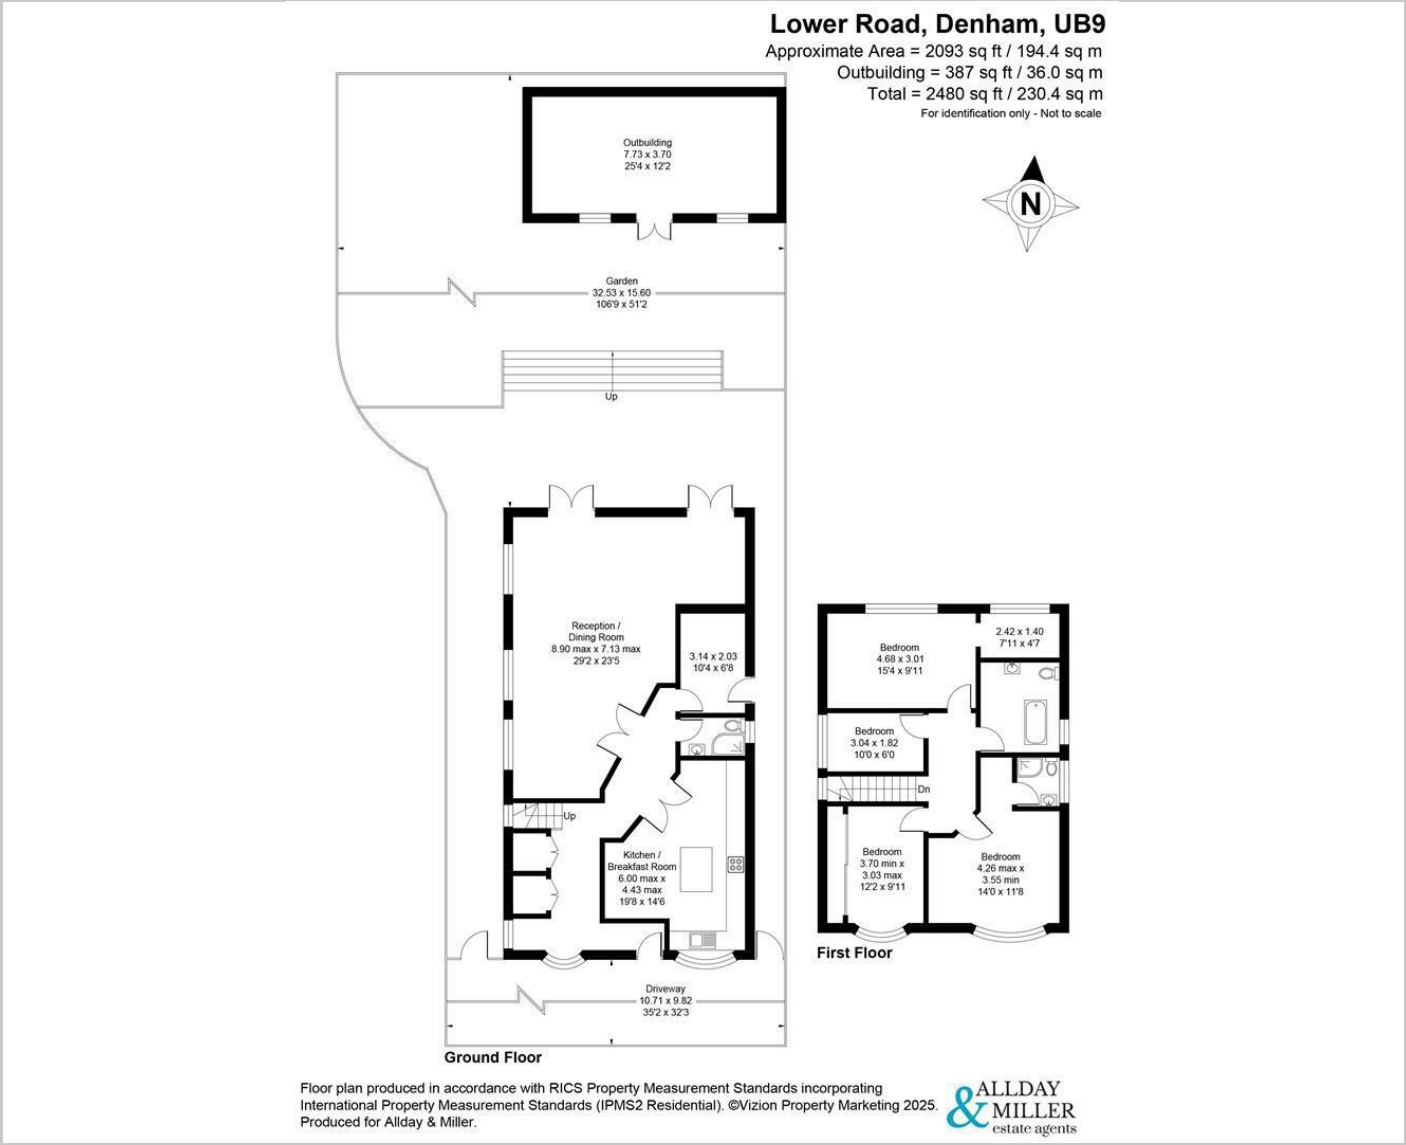 Lower Road, Denham, UB9
Approximate Area = 2093 sq ft / 194.4 sq m
Outbuilding = 387 sq ft / 36.0 sq m
Total = 2480 sq ft / 230.4 sq m
For identification only - Not to scale
N
Outbuilding
7.73 x 3.70
25'4 x 12'2
Garden
32.53 x 15.60
106'9 x 51'2
Up
Reception /
Dining Room
8.90 max x 7.13 max
29'2 x 23'5
3.14 x 2.03
10'4 x 6'8
Up
Kitchen /
Breakfast Room
6.00 max x
4.43 max
19'8 x 14'6
Driveway
10.71 x 9.82
35'2 x 32'3
Ground Floor
Bedroom
4.68 x 3.01
15'4 x 9'11
2.42 x 1.40
7'11 x 4'7
Bedroom
3.04 x 1.82
10'0 x 6'0
Dn
Bedroom
3.70 min x
3.03 max
12'2 x 9'11
Bedroom
4.26 max x
3.55 min
14'0 x 11'8
First Floor
Floor plan produced in accordance with RICS Property Measurement Standards incorporating
International Property Measurement Standards (IPMS2 Residential). ©Vizion Property Marketing 2025.
Produced for Allday & Miller.
ALLDAY
& MILLER
estate agents